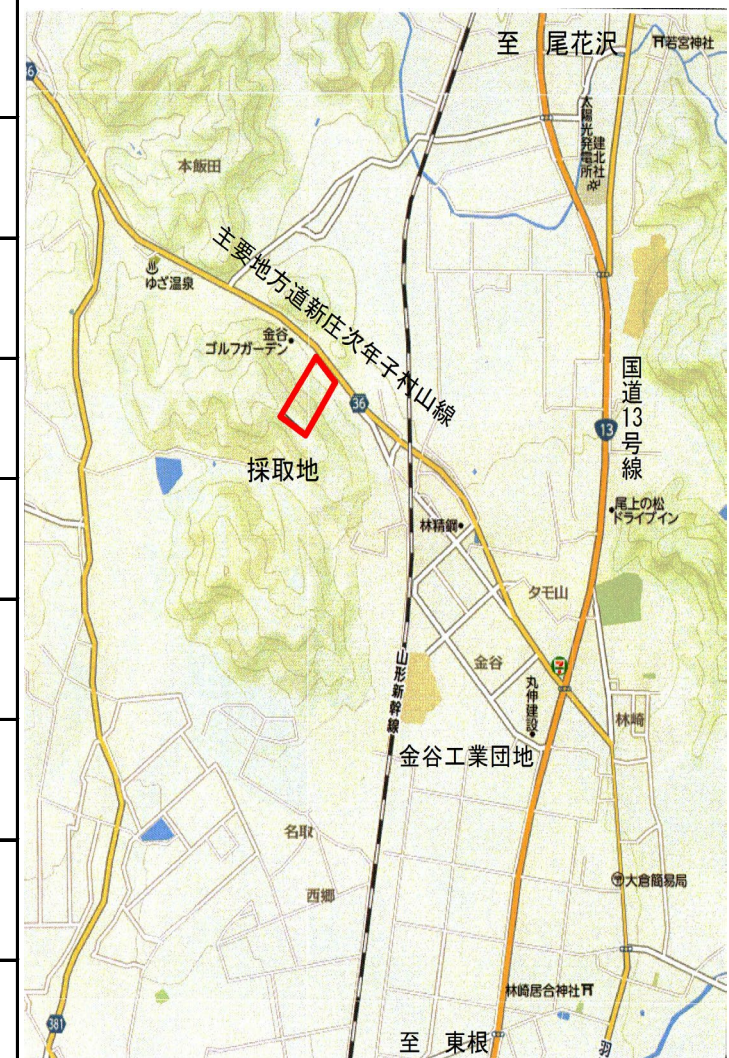 至 尾花沢
若宮神社
36
太陽光発電所
建北社
本飯田
主要地方道新庄次年子村山線
ゆざ温泉
金谷
ゴルフガーデン
36
国道13号線
13
採取地
尾上の松
ドライブイン
林精鋼
タモ山
金谷
山形新幹線
丸伸建設
林崎
金谷工業団地
名取
大倉簡易局
西郷
林崎居合神社
381
至 東根
羽